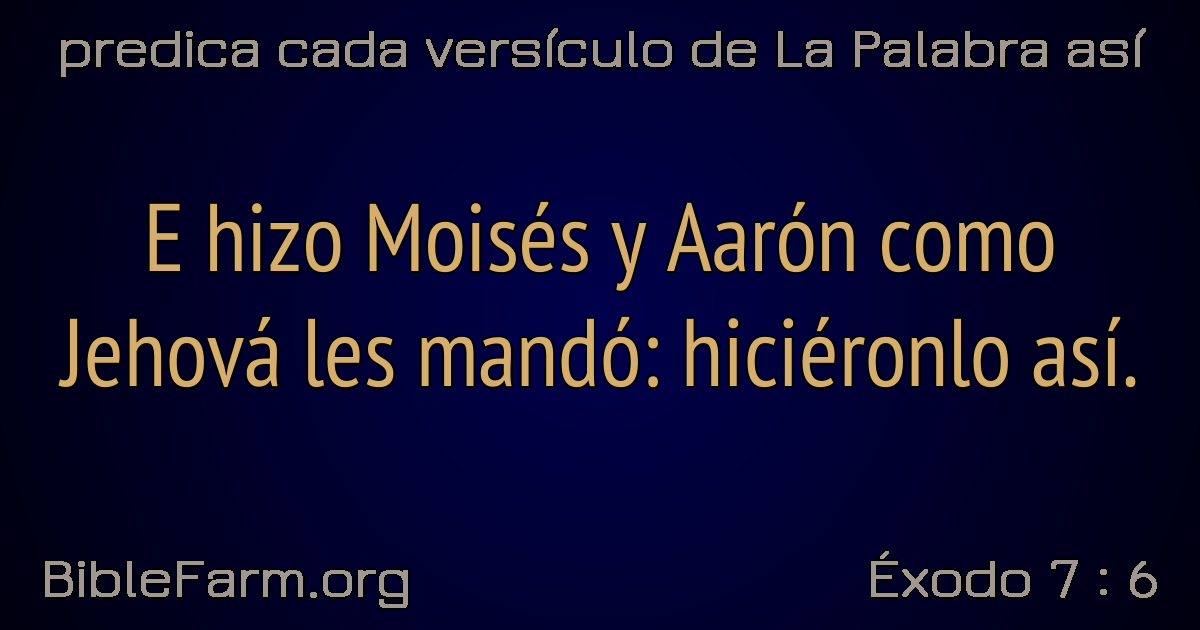 predica cada versículo de La Palabra así
E hizo Moisés y Aarón como
Jehová les mandó: hiciéronlo así.
BibleFarm.org
Éxodo 7 : 6